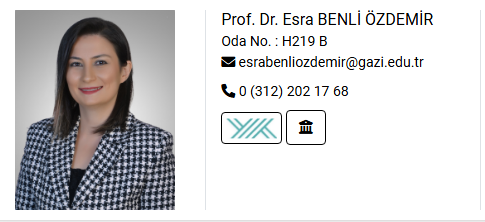 Prof. Dr. Esra BENLİ ÖZDEMİR
Oda No. : H219 B
esrabenliozdemir@gazi.edu.tr
0 (312) 202 17 68